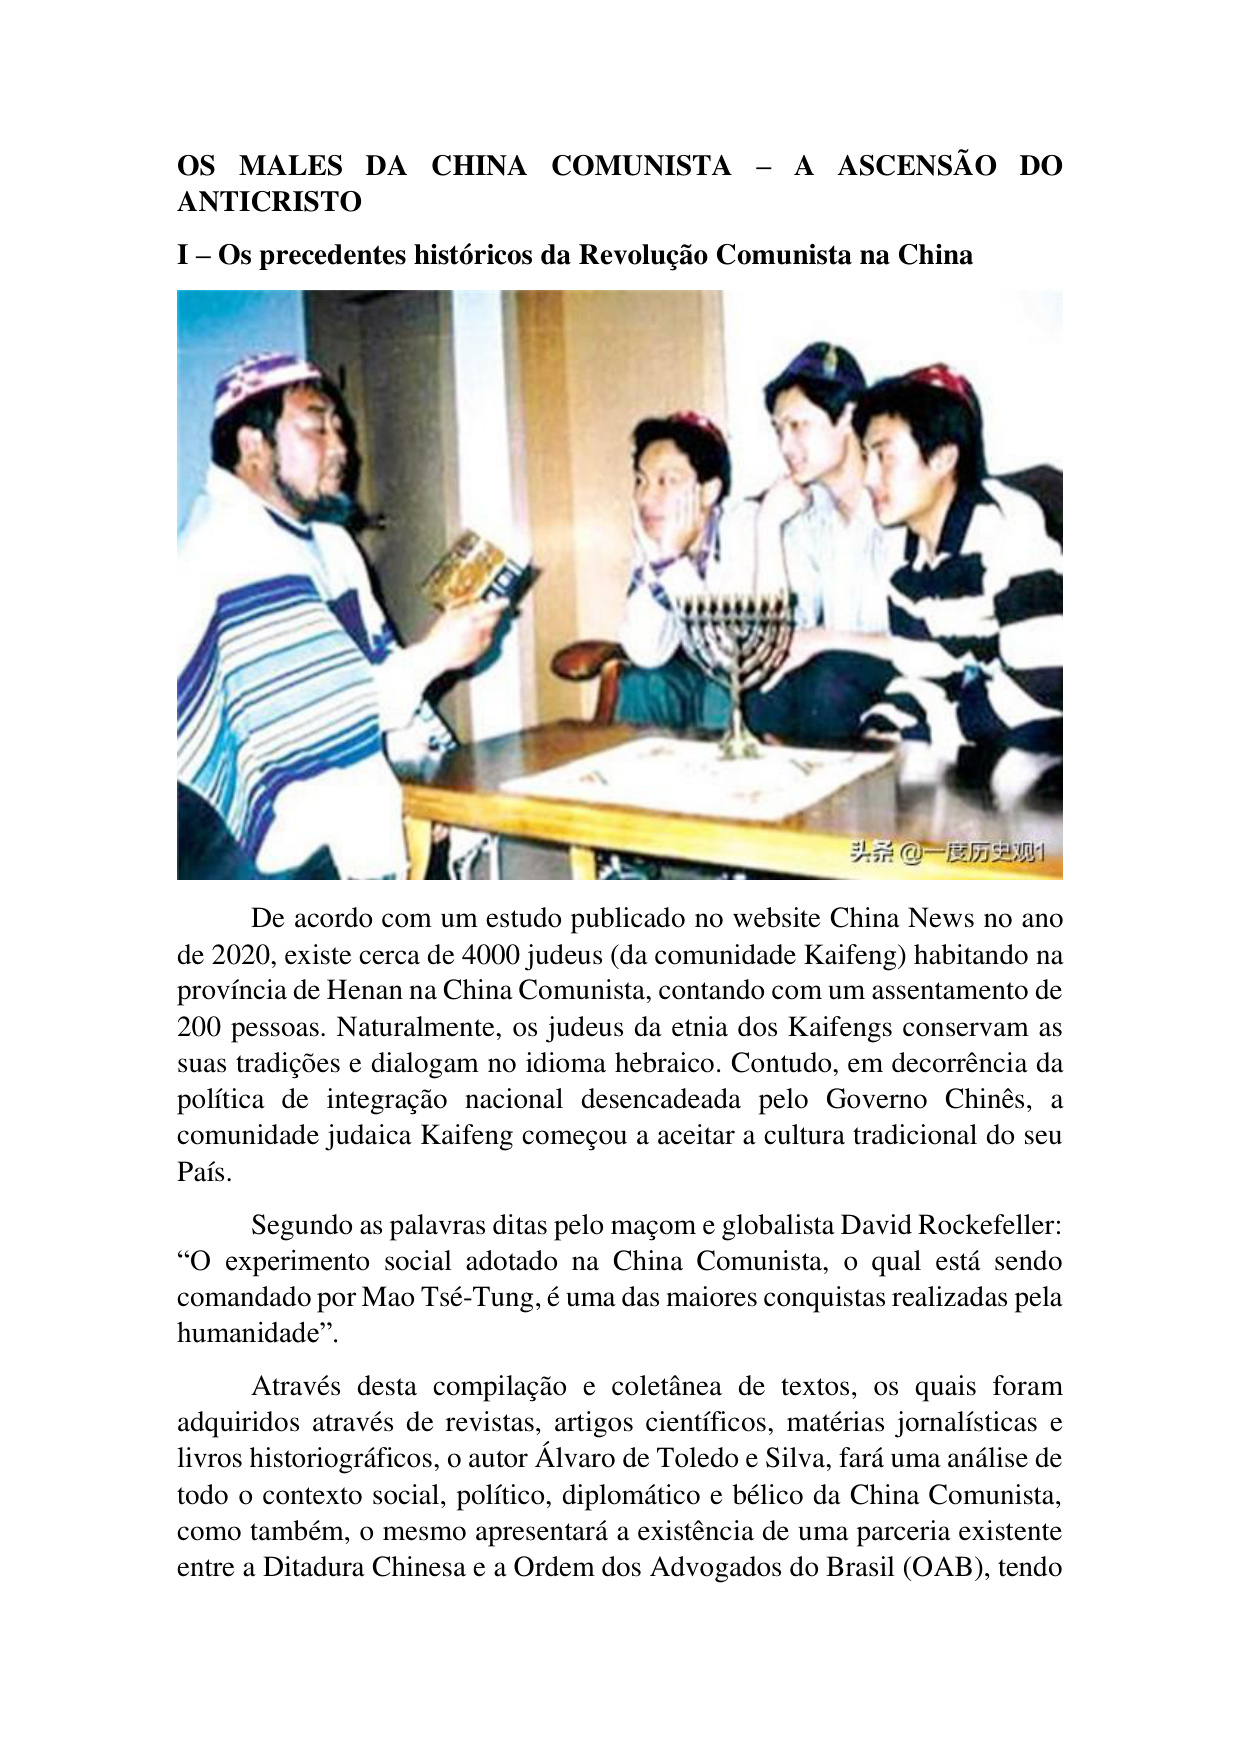 OS MALES DA CHINA COMUNISTA – A ASCENSÃO DO
ANTICRISTO
I – Os precedentes históricos da Revolução Comunista na China
头条 @一度历史观1
De acordo com um estudo publicado no website China News no ano
de 2020, existe cerca de 4000 judeus (da comunidade Kaifeng) habitando na
província de Henan na China Comunista, contando com um assentamento de
200 pessoas. Naturalmente, os judeus da etnia dos Kaifengs conservam as
suas tradições e dialogam no idioma hebraico. Contudo, em decorrência da
política de integração nacional desencadeada pelo Governo Chinês, a
comunidade judaica Kaifeng começou a aceitar a cultura tradicional do seu
País.
Segundo as palavras ditas pelo maçom e globalista David Rockefeller:
“O experimento social adotado na China Comunista, o qual está sendo
comandado por Mao Tsé-Tung, é uma das maiores conquistas realizadas pela
humanidade”.
Através desta compilação e coletânea de textos, os quais foram
adquiridos através de revistas, artigos científicos, matérias jornalísticas e
livros historiográficos, o autor Álvaro de Toledo e Silva, fará uma análise de
todo o contexto social, político, diplomático e bélico da China Comunista,
como também, o mesmo apresentará a existência de uma parceria existente
entre a Ditadura Chinesa e a Ordem dos Advogados do Brasil (OAB), tendo